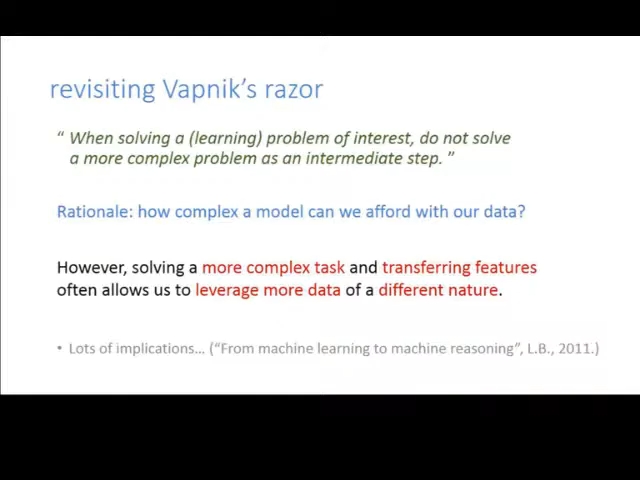 revisiting Vapnik's razor
“ When solving a (learning) problem of interest, do not solve
a more complex problem as an intermediate step. ”
Rationale: how complex a model can we afford with our data?
However, solving a more complex task and transferring features
often allows us to leverage more data of a different nature.
• Lots of implications… (“From machine learning to machine reasoning”, L.B., 2011.)